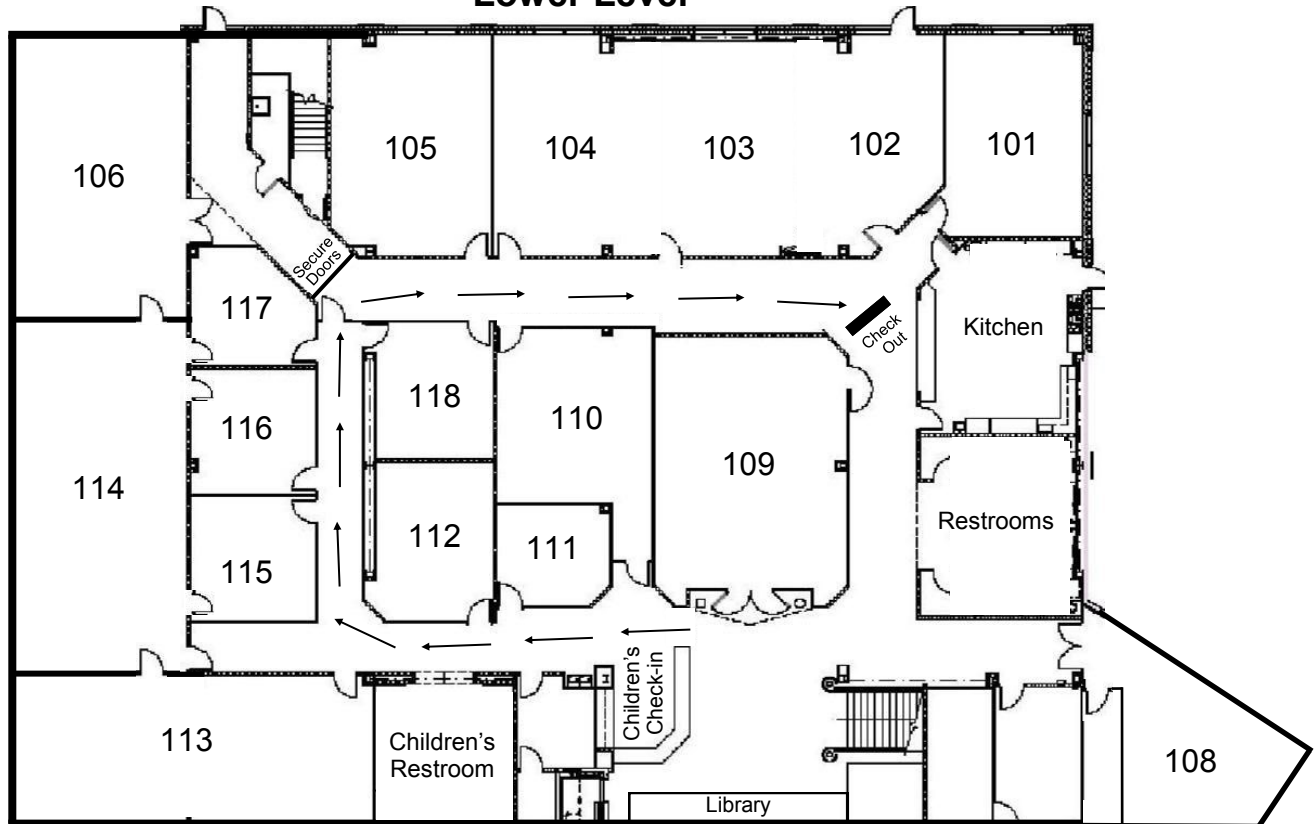 Lower Level
105
104
103
102
101
106
Secure
Doors
117
Check
Out
Kitchen
118
116
110
109
114
Restrooms
112
111
115
Children's
Check-in
113
Children's
Restroom
108
Library